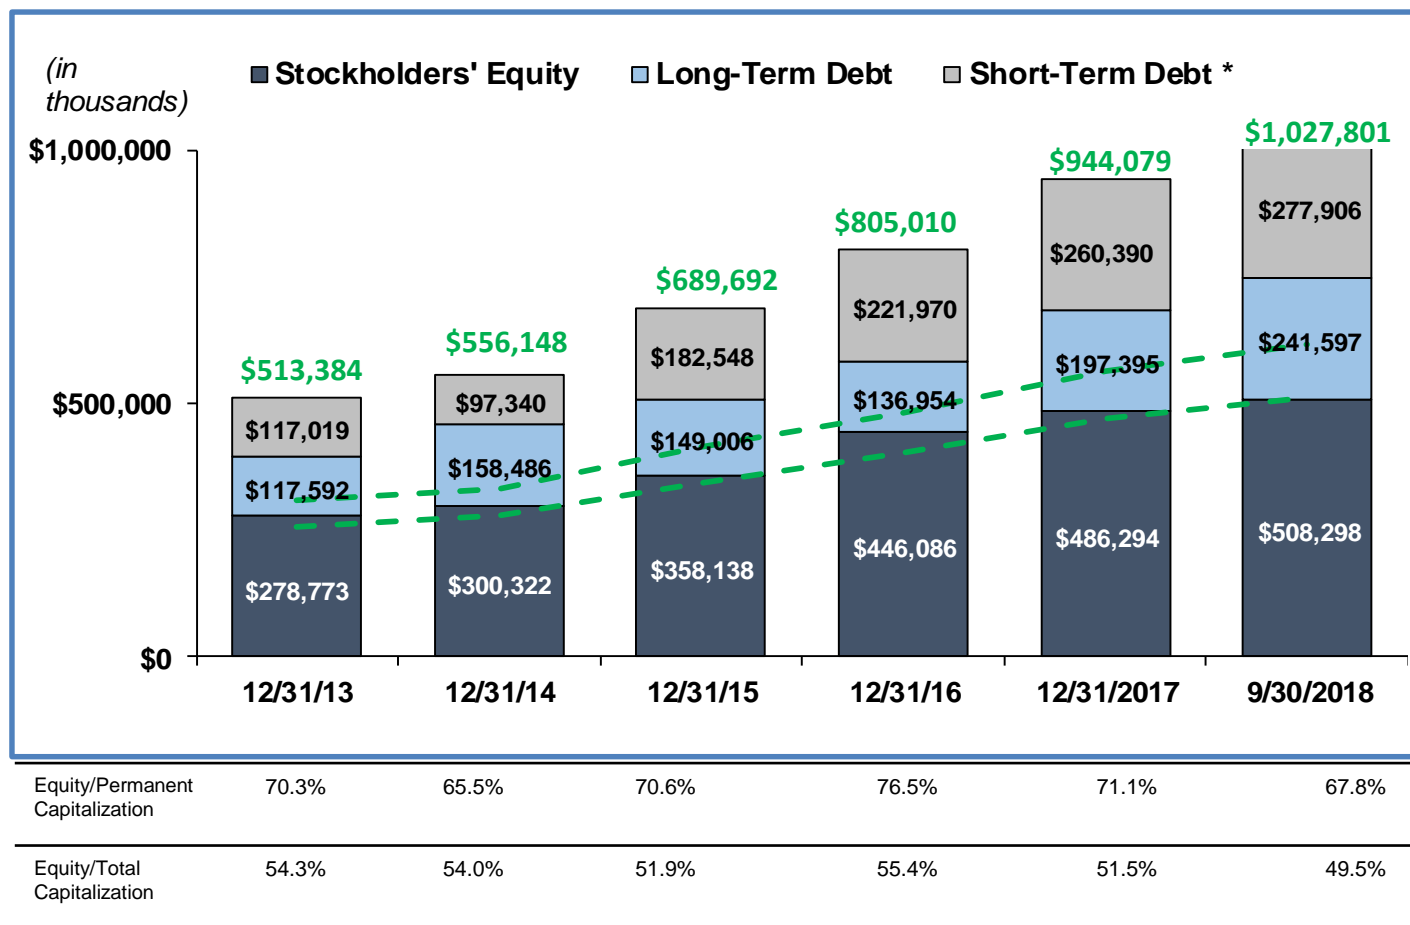 (in
thousands)
Stockholders' Equity Long-Term Debt Short-Term Debt *
$1,000,000
$500,000
$0
$513,384
$117,019
$117,592
$278,773
$556,148
$97,340
$158,486
$300,322
$689,692
$182,548
$149,006
$358,138
$805,010
$221,970
$136,954
$446,086
$944,079
$260,390
$197,395
$486,294
$1,027,801
$277,906
$241,597
$508,298
12/31/13 12/31/14 12/31/15 12/31/16 12/31/2017 9/30/2018
Equity/Permanent
Capitalization
70.3% 65.5% 70.6% 76.5% 71.1% 67.8%
Equity/Total
Capitalization
54.3% 54.0% 51.9% 55.4% 51.5% 49.5%